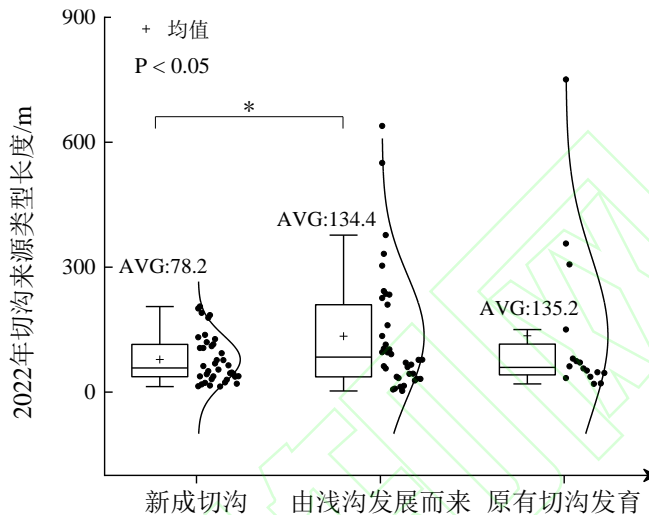 900
+ 均值
P < 0.05
*
600
AVG:134.4
300
AVG:78.2
AVG:135.2
0
2022年切沟来源类型长度/m
新成切沟
由浅沟发展而来
原有切沟发育